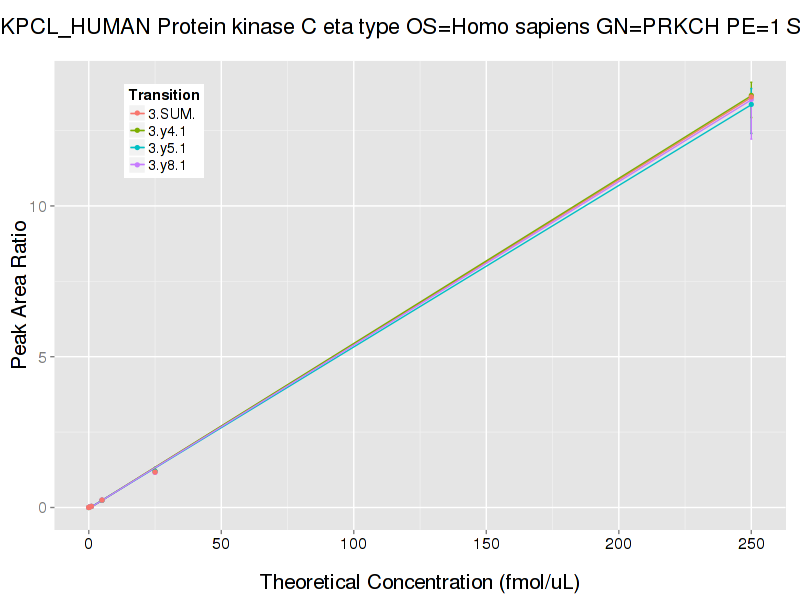 KPCL_HUMAN Protein kinase C eta type OS=Homo sapiens GN=PRKCH PE=1 S
Transition
3.SUM.
3.y4.1
3.y5.1
3.y8.1
10
5
0
Peak Area Ratio
0 50 100 150 200 250
Theoretical Concentration (fmol/uL)